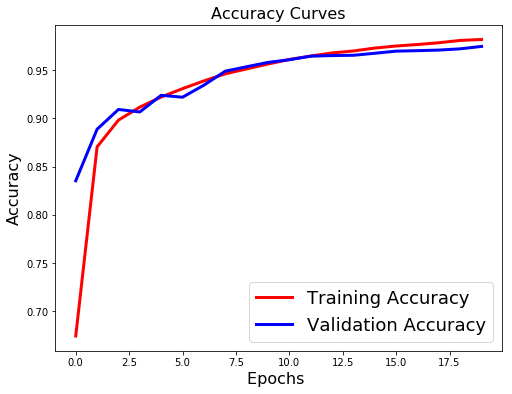 Accuracy Curves
0.95
0.90
0.85
0.80
0.75
0.70
Accuracy
Training Accuracy
Validation Accuracy
0.0 2.5 5.0 7.5 10.0 12.5 15.0 17.5
Epochs